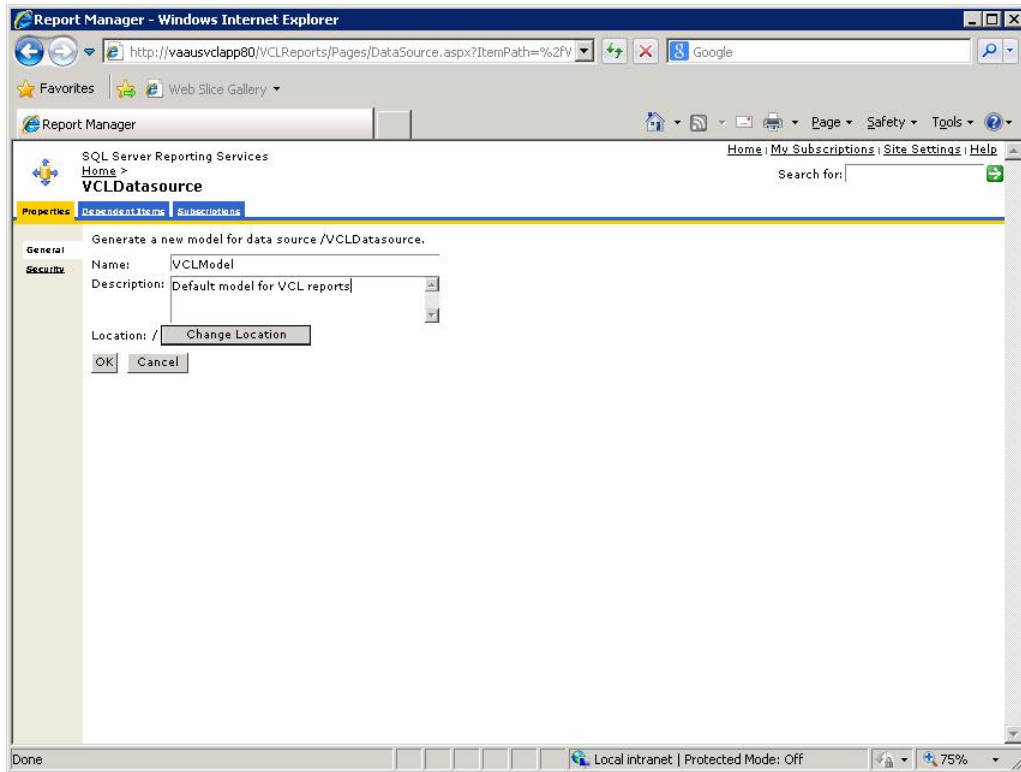 Report Manager - Windows Internet Explorer
http://vaausvclapp80/VCLReports/Pages/DataSource.aspx?ItemPath=%2fV
Google
Favorites
Web Slice Gallery
Report Manager
Page
Safety
Tools
SQL Server Reporting Services
Home | My Subscriptions | Site Settings | Help
Home >
VCLDatasource
Search for:
Properties
Dependent Items
Subscriptions
General
Security
Generate a new model for data source /VCLDatasource.
Name: VCLModel
Description: Default model for VCL reports
Location: / Change Location
OK Cancel
Done
Local intranet | Protected Mode: Off
75%